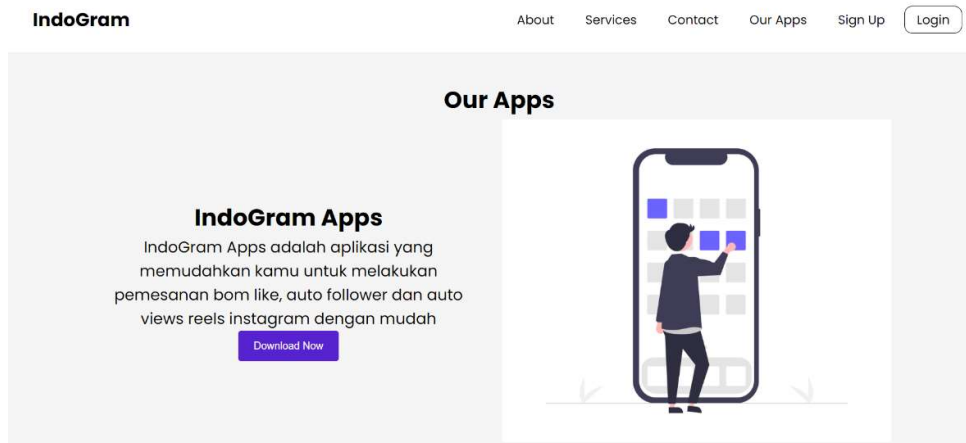 IndoGram
About Services Contact Our Apps Sign Up Login
Our Apps
IndoGram Apps
IndoGram Apps adalah aplikasi yang
memudahkan kamu untuk melakukan
pemesanan bom like, auto follower dan auto
views reels instagram dengan mudah
Download Now